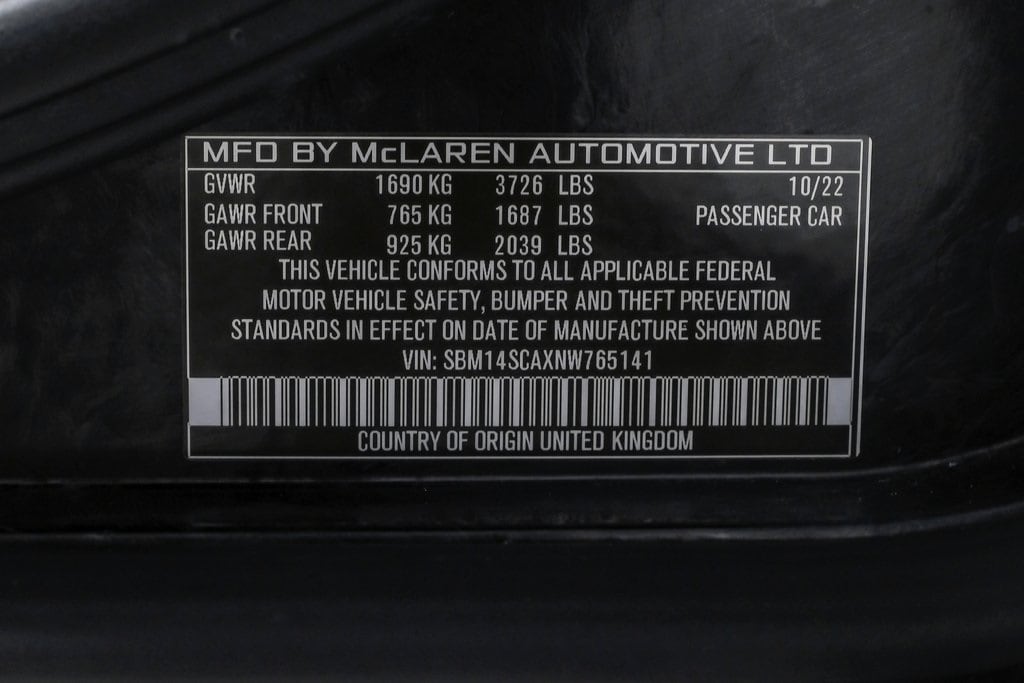 MFD BY McLAREN AUTOMOTIVE LTD
GVWR 1690 KG 3726 LBS 10/22
GAWR FRONT 765 KG 1687 LBS PASSENGER CAR
GAWR REAR 925 KG 2039 LBS
THIS VEHICLE CONFORMS TO ALL APPLICABLE FEDERAL
MOTOR VEHICLE SAFETY, BUMPER AND THEFT PREVENTION
STANDARDS IN EFFECT ON DATE OF MANUFACTURE SHOWN ABOVE
VIN: SBM14SCAXNW765141
COUNTRY OF ORIGIN UNITED KINGDOM